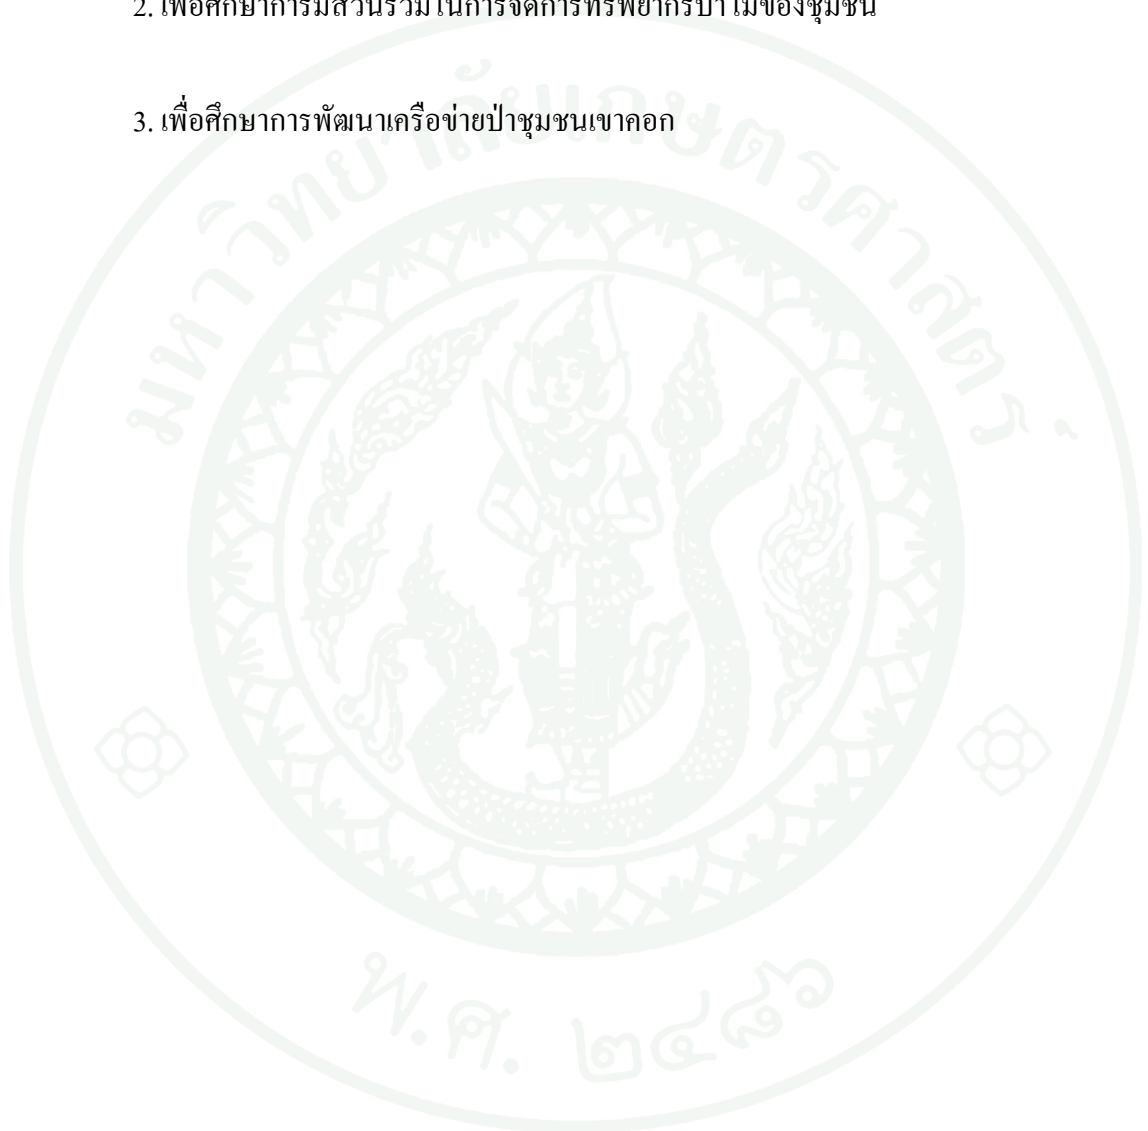 2. เพื่อศึกษาการมีส่วนร่วมในการจัดการทรัพยากรป่าไม้ของชุมชน
3. เพื่อศึกษาการพัฒนาเครือข่ายป่าชุมชนเขาคอก
มหาวิทยาลัยเกษตรศาสตร์
พ.ศ. ๒๔๘๖